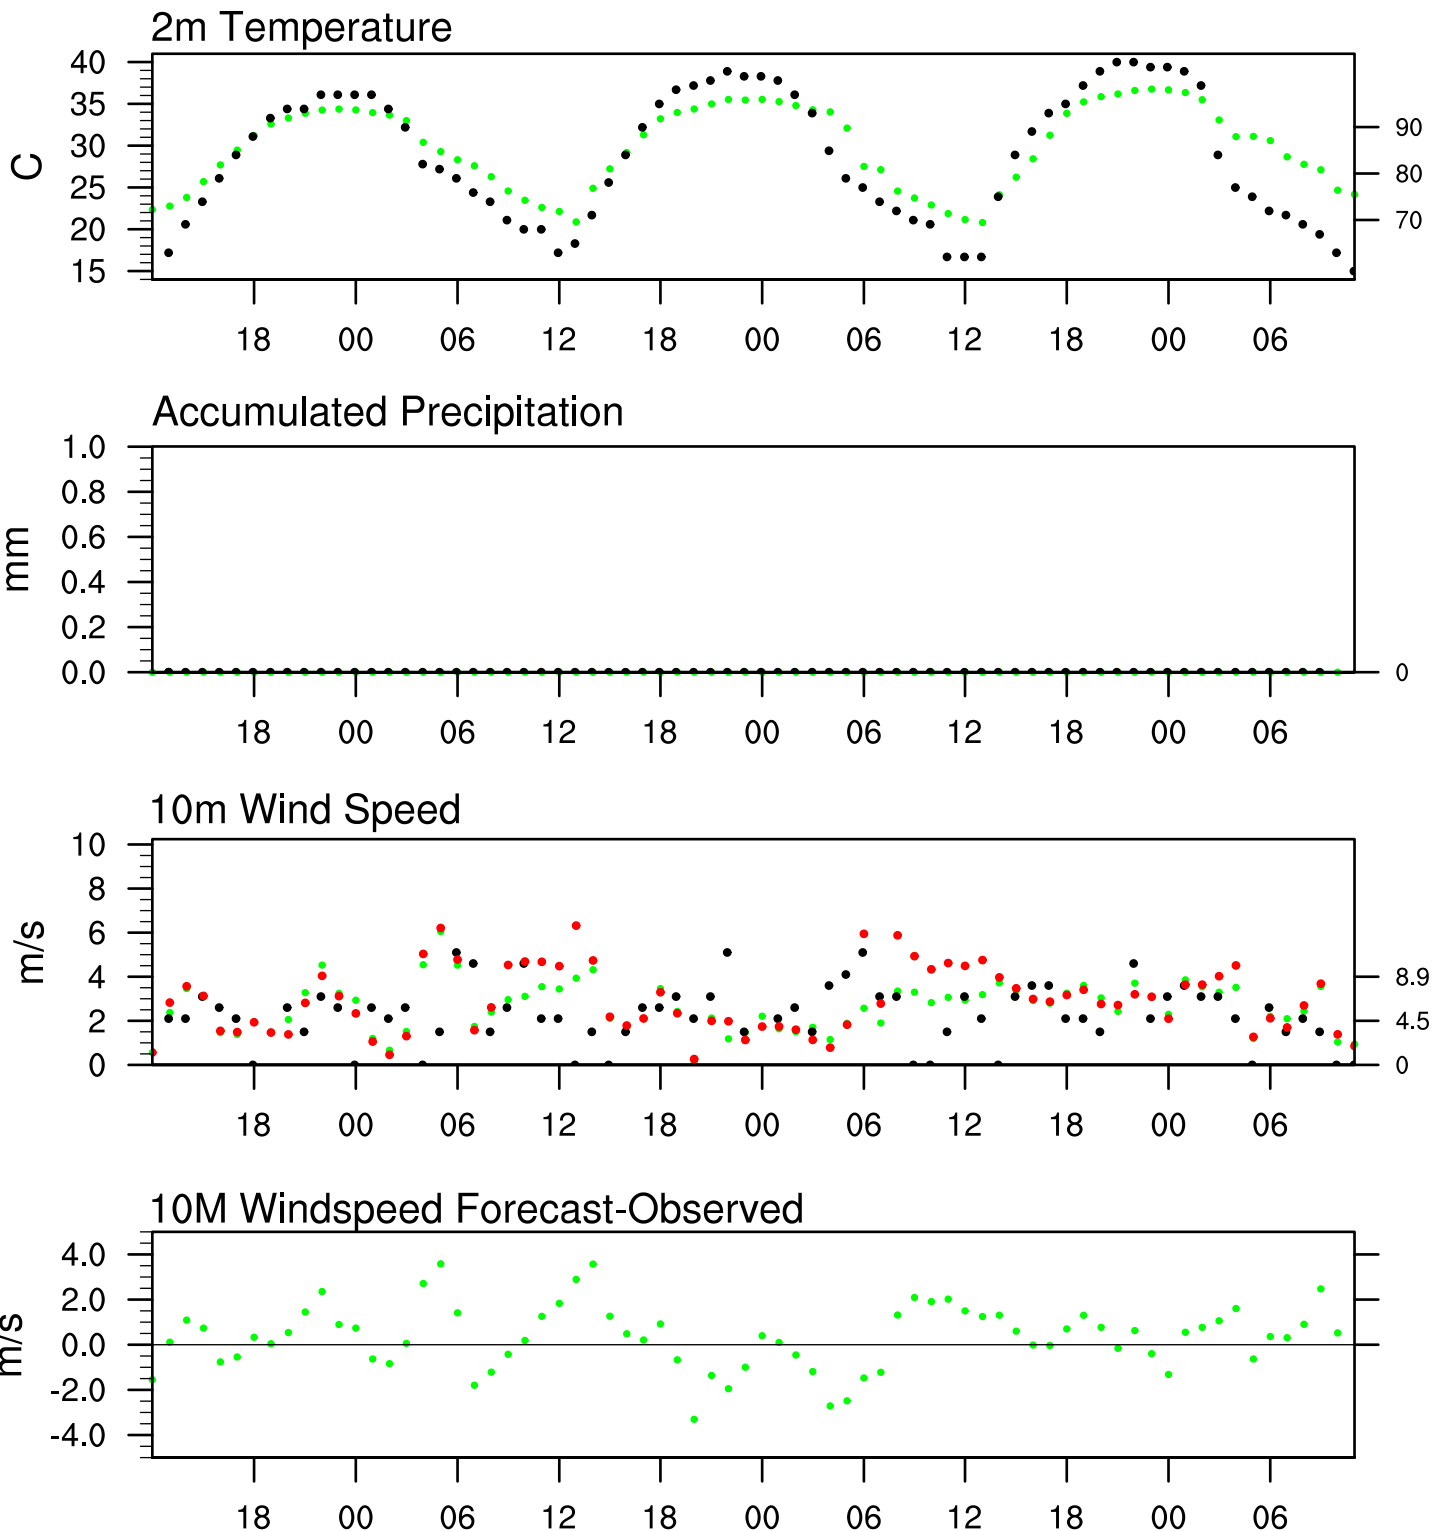 2m Temperature
40
35
30
25
20
15
C
90
80
70
18 00 06 12 18 00 06 12 18 00 06
Accumulated Precipitation
1.0
0.8
0.6
0.4
0.2
0.0
mm
0
18 00 06 12 18 00 06 12 18 00 06
10m Wind Speed
10
8
6
4
2
0
m/s
8.9
4.5
0
18 00 06 12 18 00 06 12 18 00 06
10M Windspeed Forecast-Observed
4.0
2.0
0.0
-2.0
-4.0
m/s
18 00 06 12 18 00 06 12 18 00 06